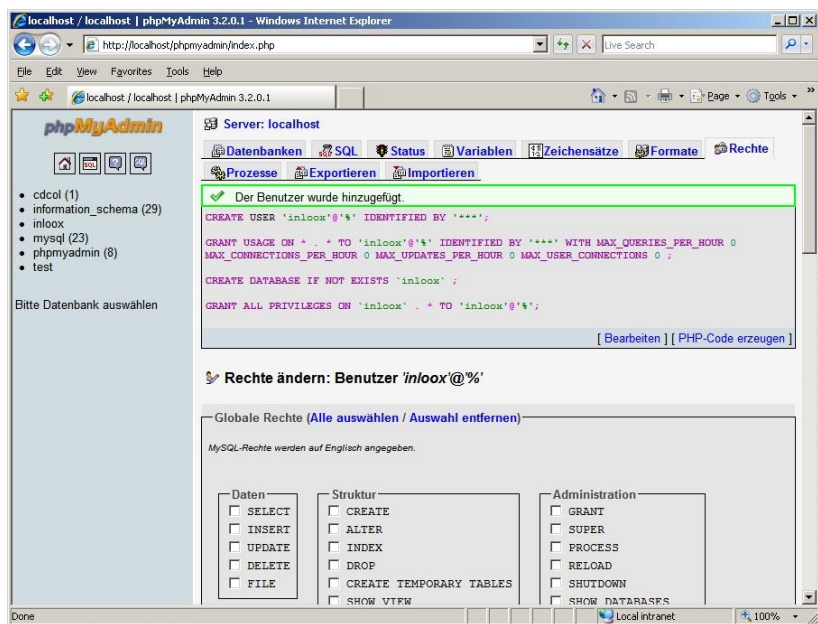 localhost / localhost | phpMyAdmin 3.2.0.1 - Windows Internet Explorer
http://localhost/phpmyadmin/index.php
Live Search
File Edit View Favorites Tools Help
localhost / localhost | phpMyAdmin 3.2.0.1
Page Tools »
phpMyAdmin
SQL
cdcol (1)
information_schema (29)
inloox
mysql (23)
phpmyadmin (8)
test
Bitte Datenbank auswählen
Server: localhost
Datenbanken SQL Status Variablen Zeichensätze Formate Rechte
Prozesse Exportieren Importieren
Der Benutzer wurde hinzugefügt.
CREATE USER 'inloox'@'%' IDENTIFIED BY '***';
GRANT USAGE ON * . * TO 'inloox'@'%' IDENTIFIED BY '***' WITH MAX_QUERIES_PER_HOUR 0
MAX_CONNECTIONS_PER_HOUR 0 MAX_UPDATES_PER_HOUR 0 MAX_USER_CONNECTIONS 0 ;
CREATE DATABASE IF NOT EXISTS `inloox` ;
GRANT ALL PRIVILEGES ON `inloox` . * TO 'inloox'@'%';
[ Bearbeiten ] [ PHP-Code erzeugen ]
Rechte ändern: Benutzer 'inloox'@'%'
Globale Rechte (Alle auswählen / Auswahl entfernen)
MySQL-Rechte werden auf Englisch angegeben.
Daten
SELECT
INSERT
UPDATE
DELETE
FILE
Struktur
CREATE
ALTER
INDEX
DROP
CREATE TEMPORARY TABLES
SHOW VIEW
Administration
GRANT
SUPER
PROCESS
RELOAD
SHUTDOWN
SHOW DATABASES
Done
Local intranet
100%